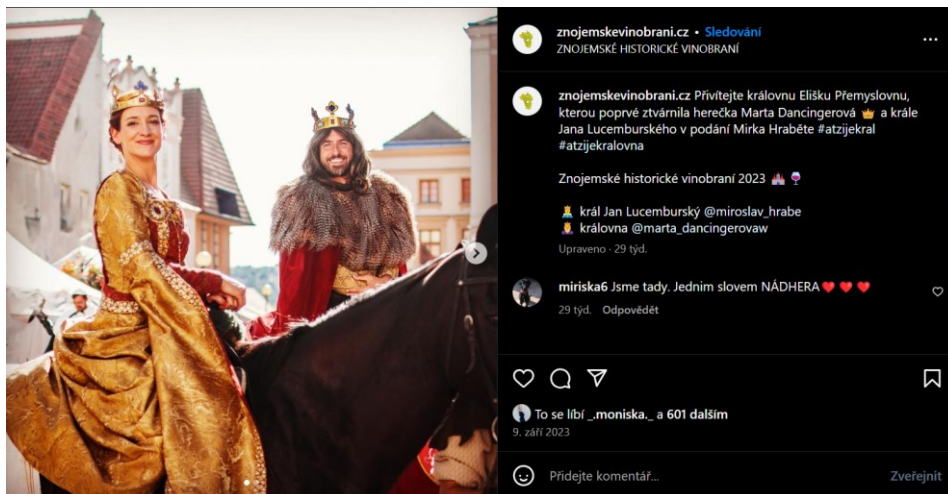 znojemskevinobrani.cz • Sledování
ZNOJEMSKÉ HISTORICKÉ VINOBRANÍ
znojemskevinobrani.cz Přivítejte královnu Elišku Přemyslovnu,
kterou poprvé ztvárnila herečka Marta Dancingerová 👑 a krále
Jana Lucemburského v podání Mirka Hraběte #atzijekral
#atzijekralovna
Znojemské historické vinobraní 2023 🏰🍷
🤴 král Jan Lucemburský @miroslav_hrabe
👸 královna @marta_dancingerovaw
Upraveno · 29 týd.
miriska6 Jsme tady. Jednim slovem NÁDHERA❤️❤️❤️
29 týd. Odpovědět
To se líbí _.moniska._ a 601 dalším
9. září 2023
Přidejte komentář...
Zveřejnit